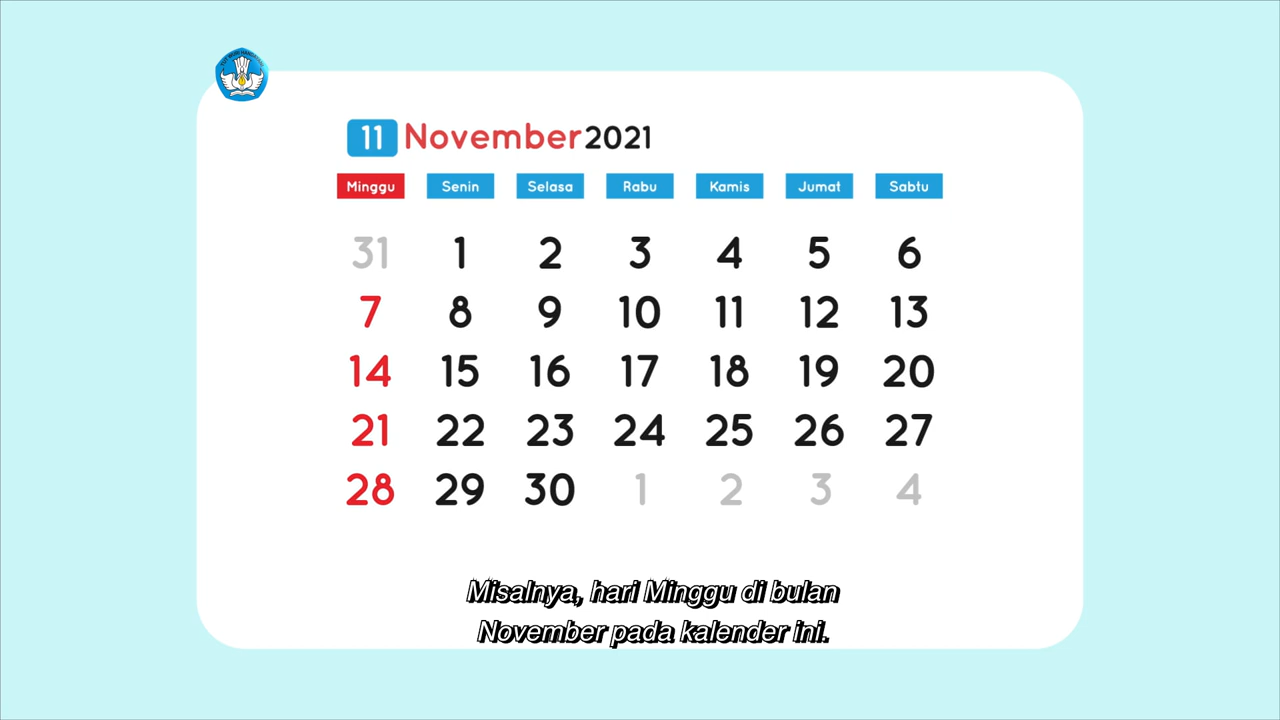 11 November 2021
Minggu Senin Selasa Rabu Kamis Jumat Sabtu
31 1 2 3 4 5 6
7 8 9 10 11 12 13
14 15 16 17 18 19 20
21 22 23 24 25 26 27
28 29 30 1 2 3 4
Misalnya, hari Minggu di bulan
November pada kalender ini.